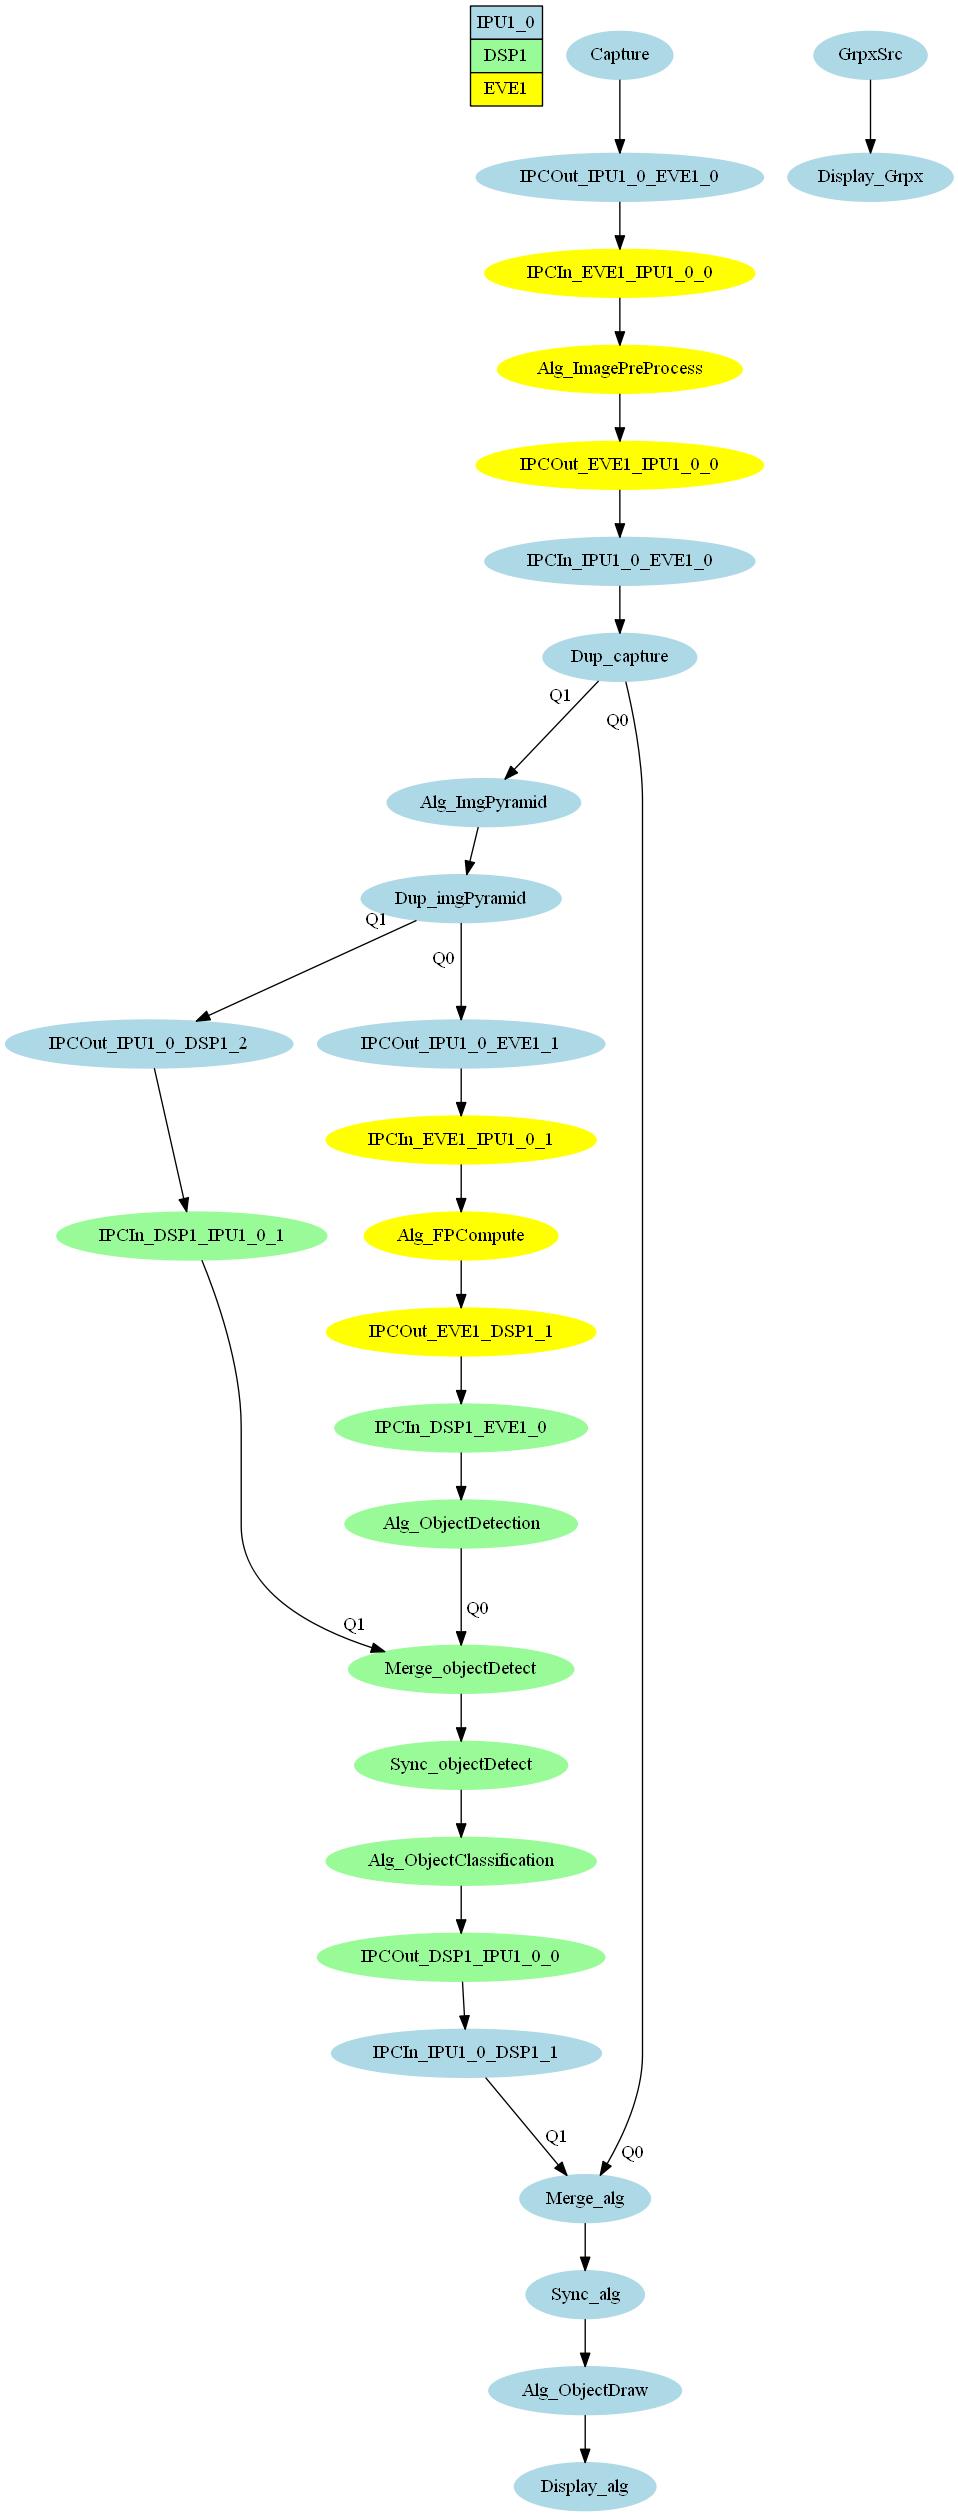 IPU1_0
DSP1
EVE1
Capture
GrpxSrc
IPCOut_IPU1_0_EVE1_0
Display_Grpx
IPCIn_EVE1_IPU1_0_0
Alg_ImagePreProcess
IPCOut_EVE1_IPU1_0_0
IPCIn_IPU1_0_EVE1_0
Dup_capture
Q1
Q0
Alg_ImgPyramid
Dup_imgPyramid
Q1
Q0
IPCOut_IPU1_0_DSP1_2
IPCOut_IPU1_0_EVE1_1
IPCIn_EVE1_IPU1_0_1
IPCIn_DSP1_IPU1_0_1
Alg_FPCompute
IPCOut_EVE1_DSP1_1
IPCIn_DSP1_EVE1_0
Alg_ObjectDetection
Q0
Q1
Merge_objectDetect
Sync_objectDetect
Alg_ObjectClassification
IPCOut_DSP1_IPU1_0_0
IPCIn_IPU1_0_DSP1_1
Q1
Q0
Merge_alg
Sync_alg
Alg_ObjectDraw
Display_alg